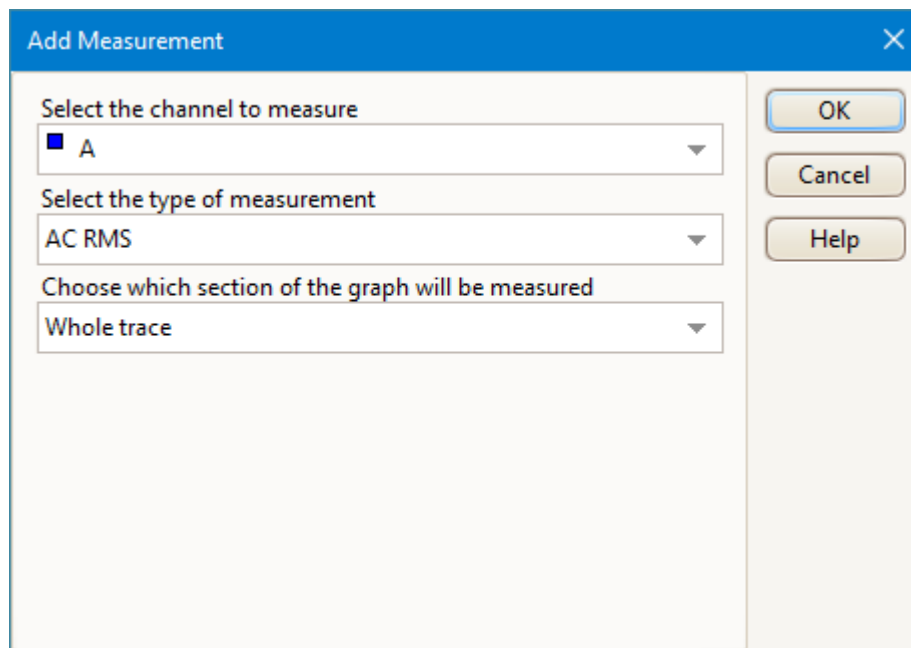 Add Measurement
Select the channel to measure
A
Select the type of measurement
AC RMS
Choose which section of the graph will be measured
Whole trace
OK
Cancel
Help